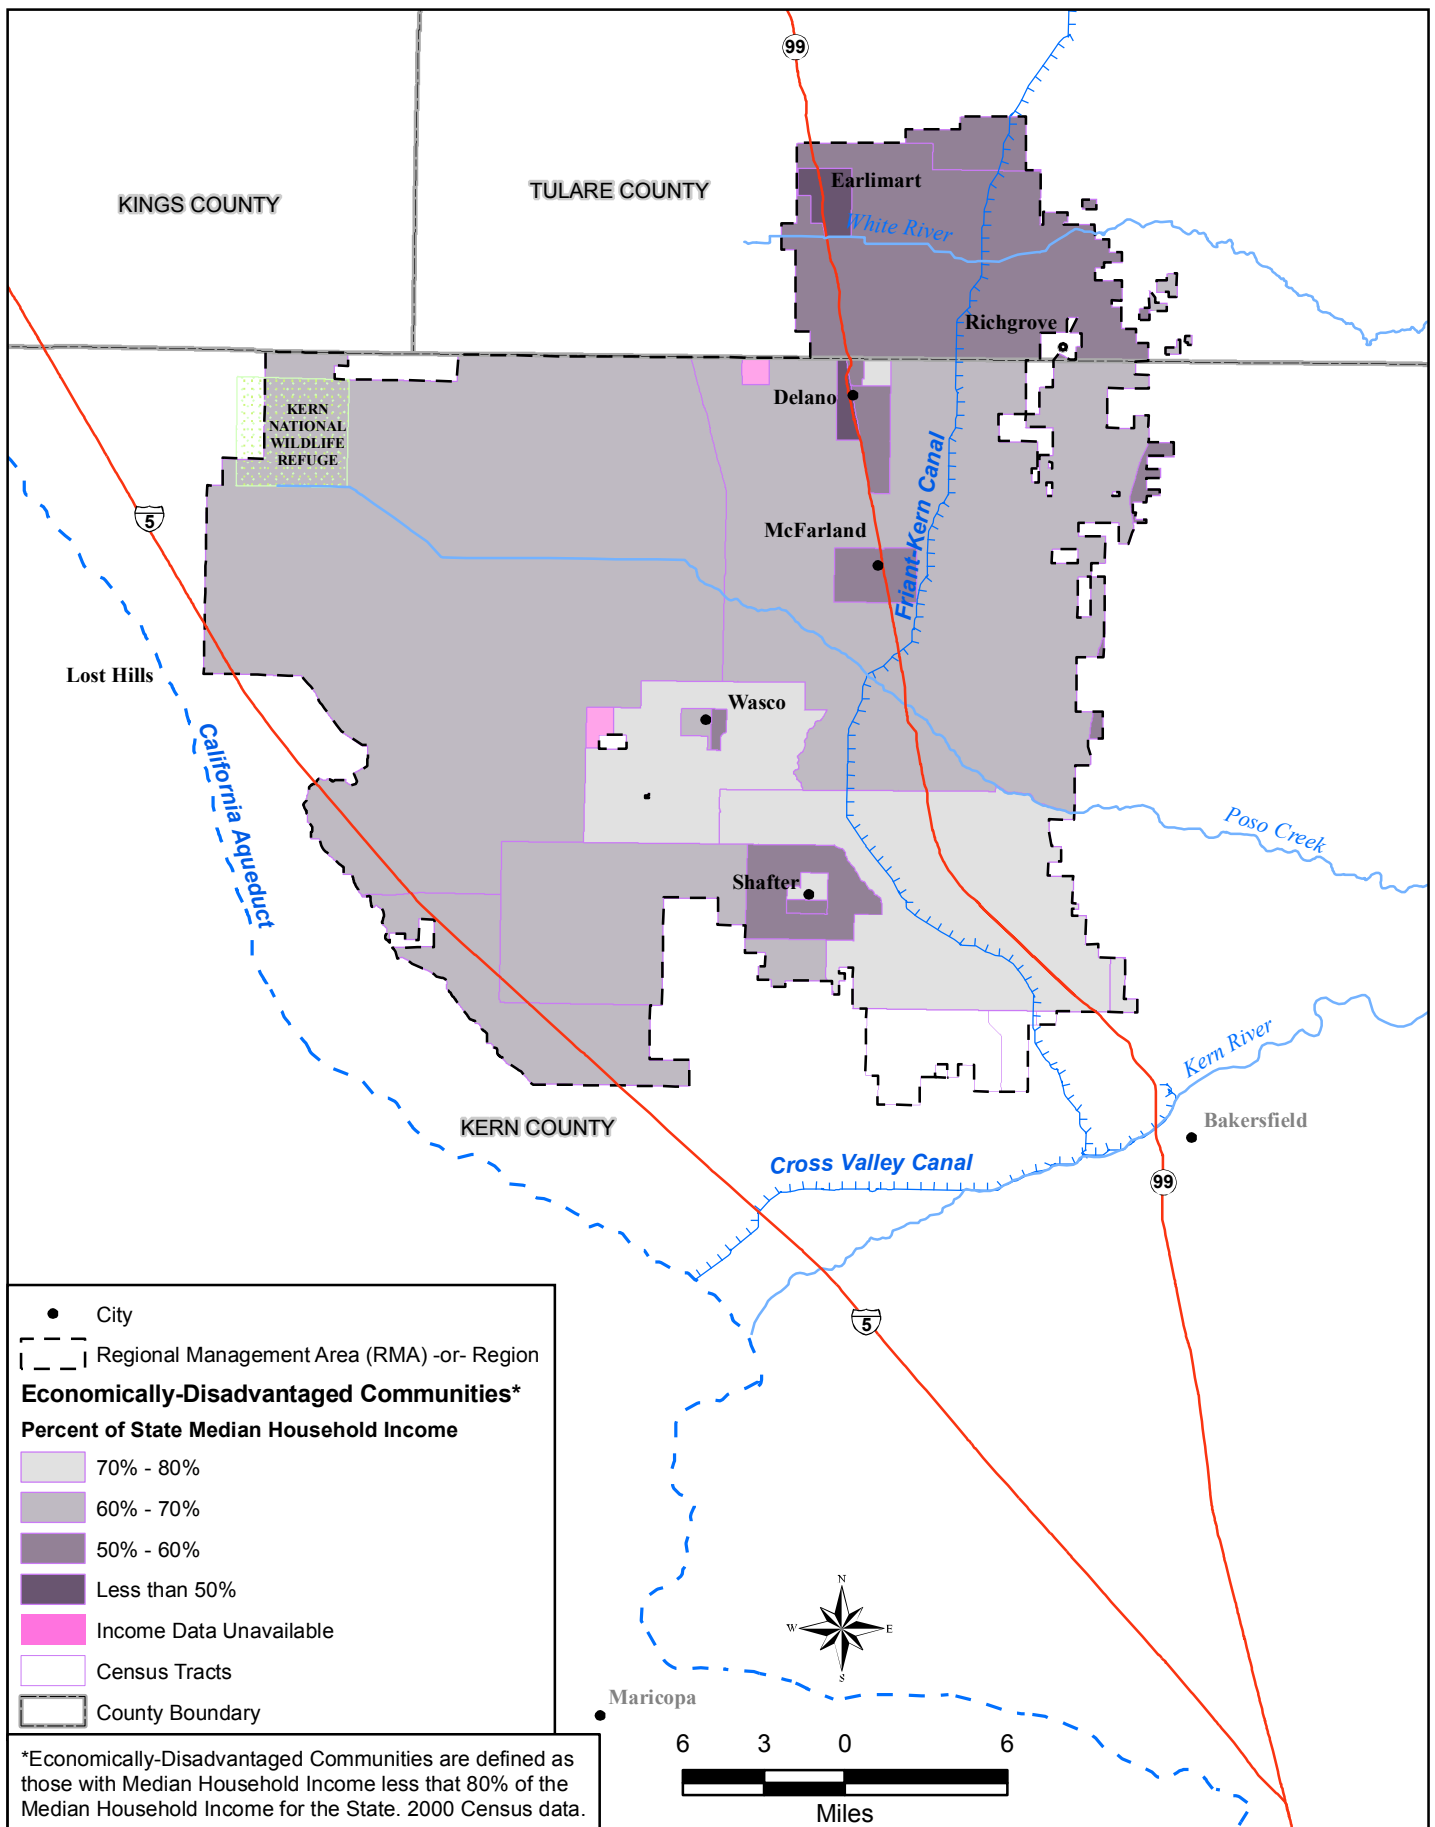 99
KINGS COUNTY
TULARE COUNTY
Earlimart
White River
Richgrove
KERN
NATIONAL
WILDLIFE
REFUGE
Delano
5
McFarland
Friant-Kern Canal
Lost Hills
Wasco
California Aqueduct
Poso Creek
Shafter
Kern River
KERN COUNTY
Bakersfield
Cross Valley Canal
99
5
City
Regional Management Area (RMA) -or- Region
Economically-Disadvantaged Communities*
Percent of State Median Household Income
70% - 80%
60% - 70%
50% - 60%
Less than 50%
Income Data Unavailable
Census Tracts
County Boundary
N
W
E
S
Maricopa
6 3 0 6
Miles
*Economically-Disadvantaged Communities are defined as
those with Median Household Income less that 80% of the
Median Household Income for the State. 2000 Census data.